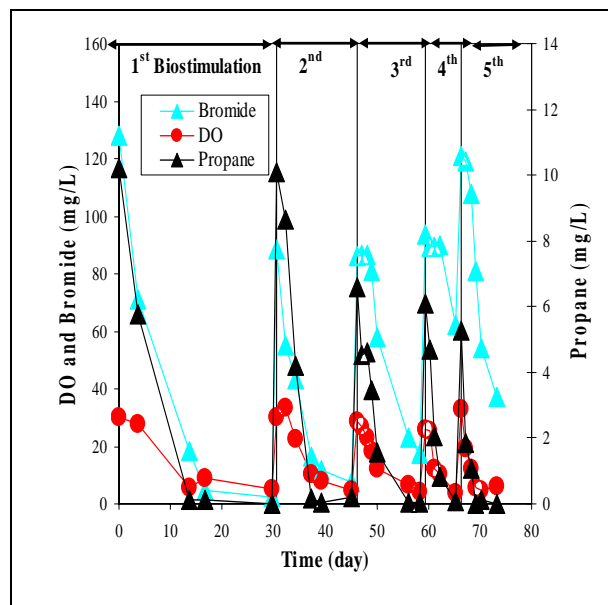 1st Biostimulation 2nd 3rd 4th 5th
Bromide
DO
Propane
DO and Bromide (mg/L)
160
140
120
100
80
60
40
20
0
Propane (mg/L)
14
12
10
8
6
4
2
0
0 10 20 30 40 50 60 70 80
Time (day)